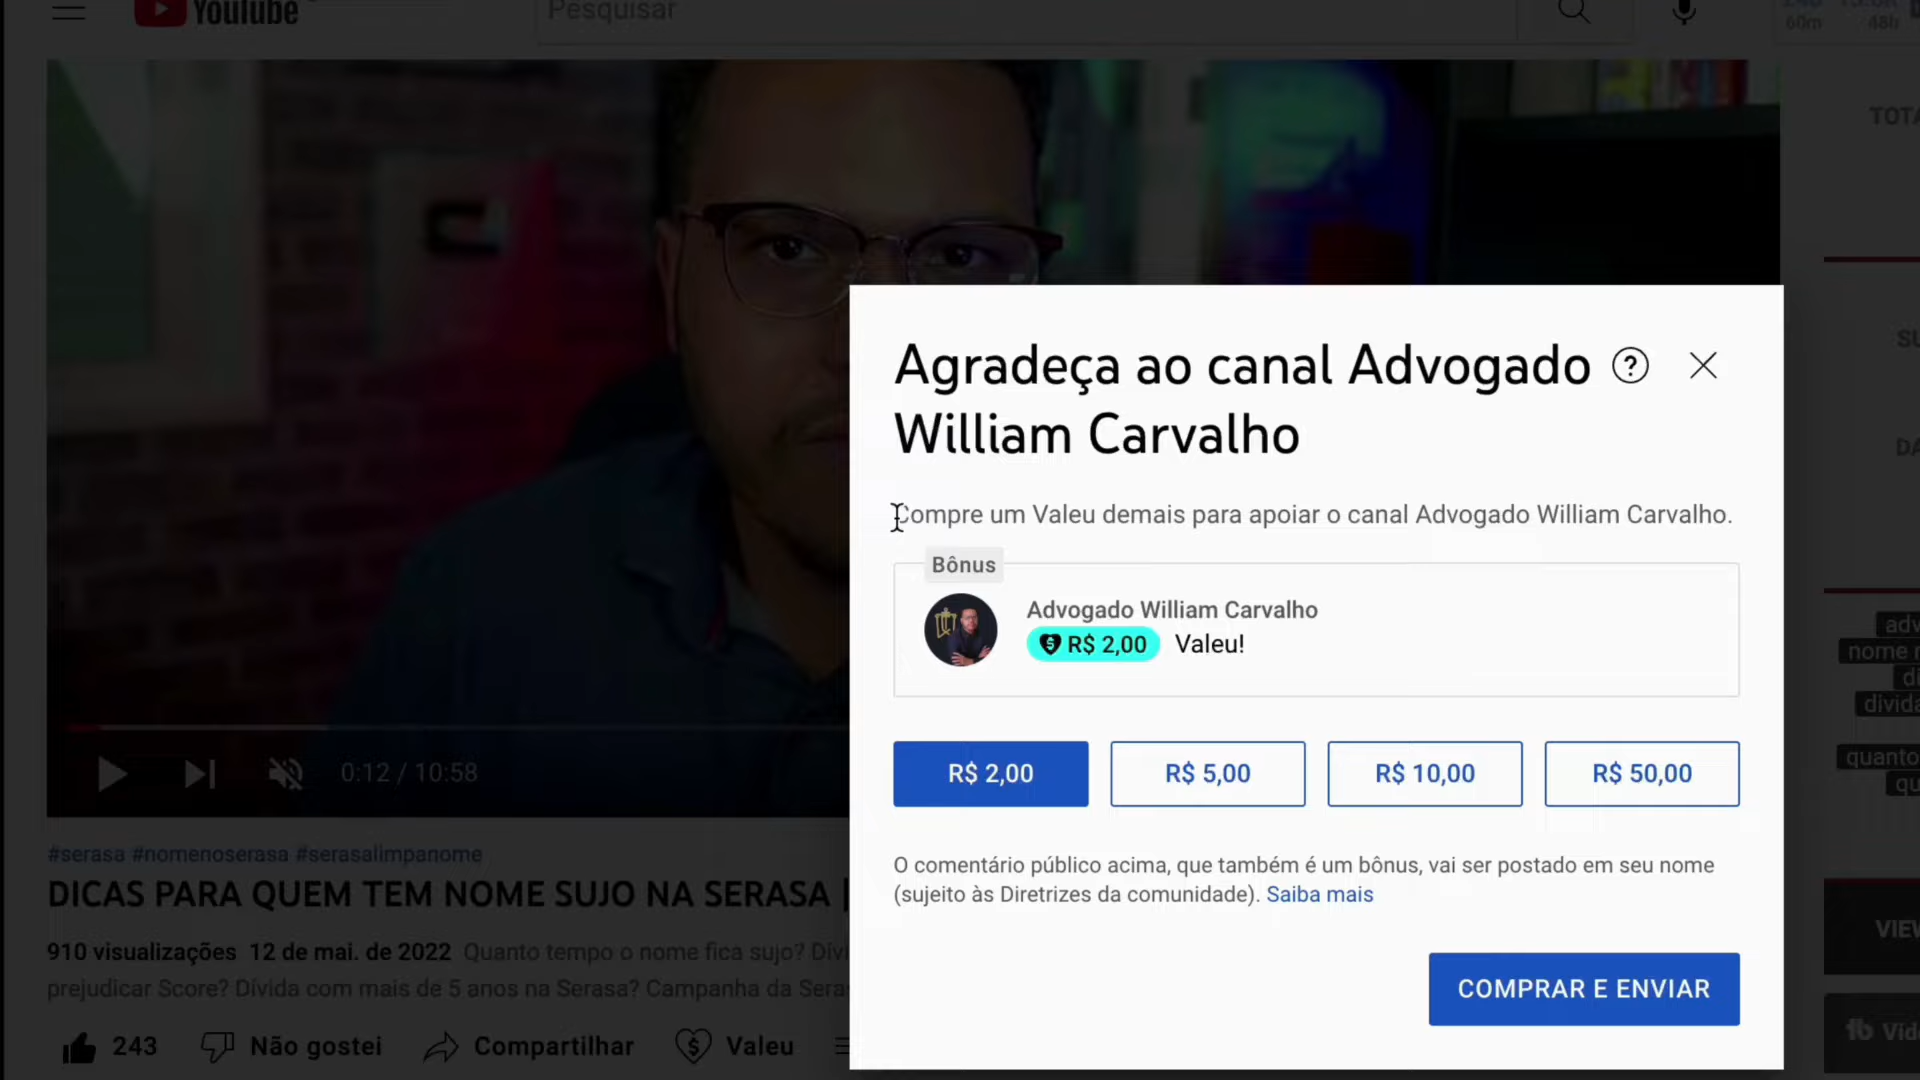 YouTube
Pesquisar
60m
48h
Agradeça ao canal Advogado
William Carvalho
Compre um Valeu demais para apoiar o canal Advogado William Carvalho.
Bônus
Advogado William Carvalho
R$ 2,00 Valeu!
R$ 2,00
R$ 5,00
R$ 10,00
R$ 50,00
O comentário público acima, que também é um bônus, vai ser postado em seu nome
(sujeito às Diretrizes da comunidade). Saiba mais
COMPRAR E ENVIAR
0:12 / 10:58
#serasa #nomenoserasa #serasalimpanome
DICAS PARA QUEM TEM NOME SUJO NA SERASA |
910 visualizações 12 de mai. de 2022 Quanto tempo o nome fica sujo?
prejudicar Score? Dívida com mais de 5 anos na Serasa? Campanha da
243
Não gostei
Compartilhar
Valeu
nome
quanto